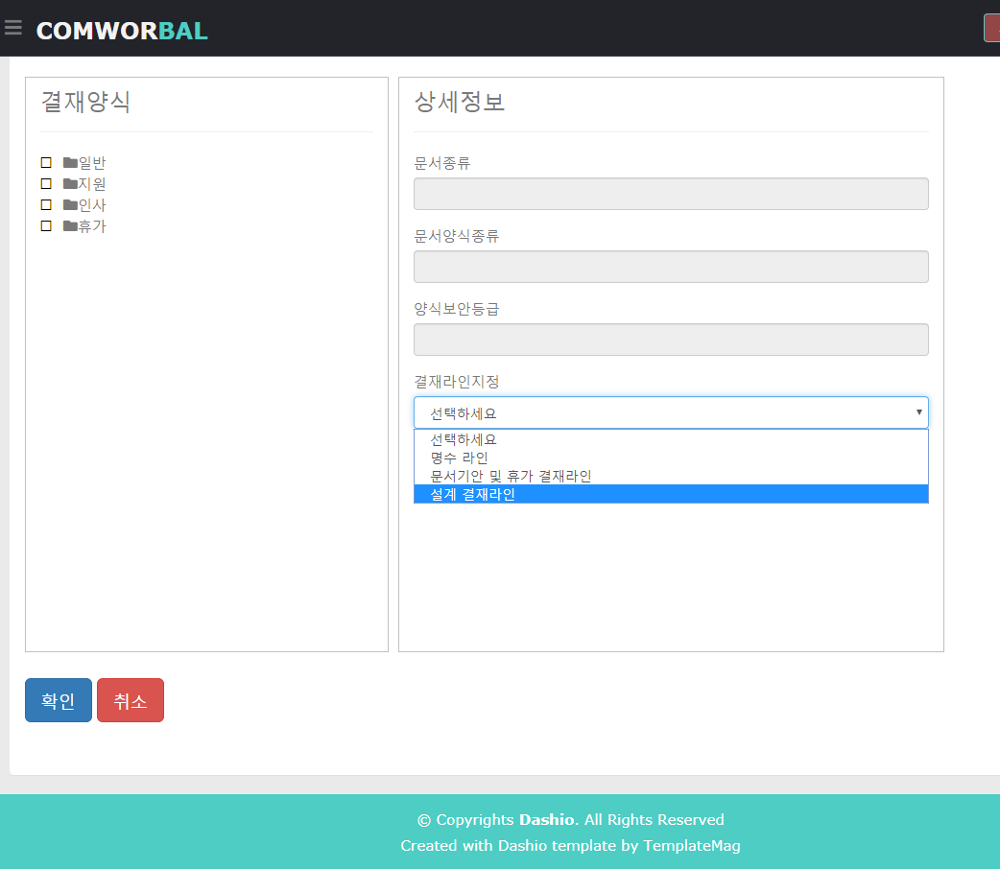 COMWORBAL
결재양식
일반
지원
인사
휴가
상세정보
문서종류
문서양식종류
양식보안등급
결재라인지정
선택하세요
선택하세요
명수 라인
문서기안 및 휴가 결재라인
설계 결재라인
확인 취소
© Copyrights Dashio. All Rights Reserved
Created with Dashio template by TemplateMag